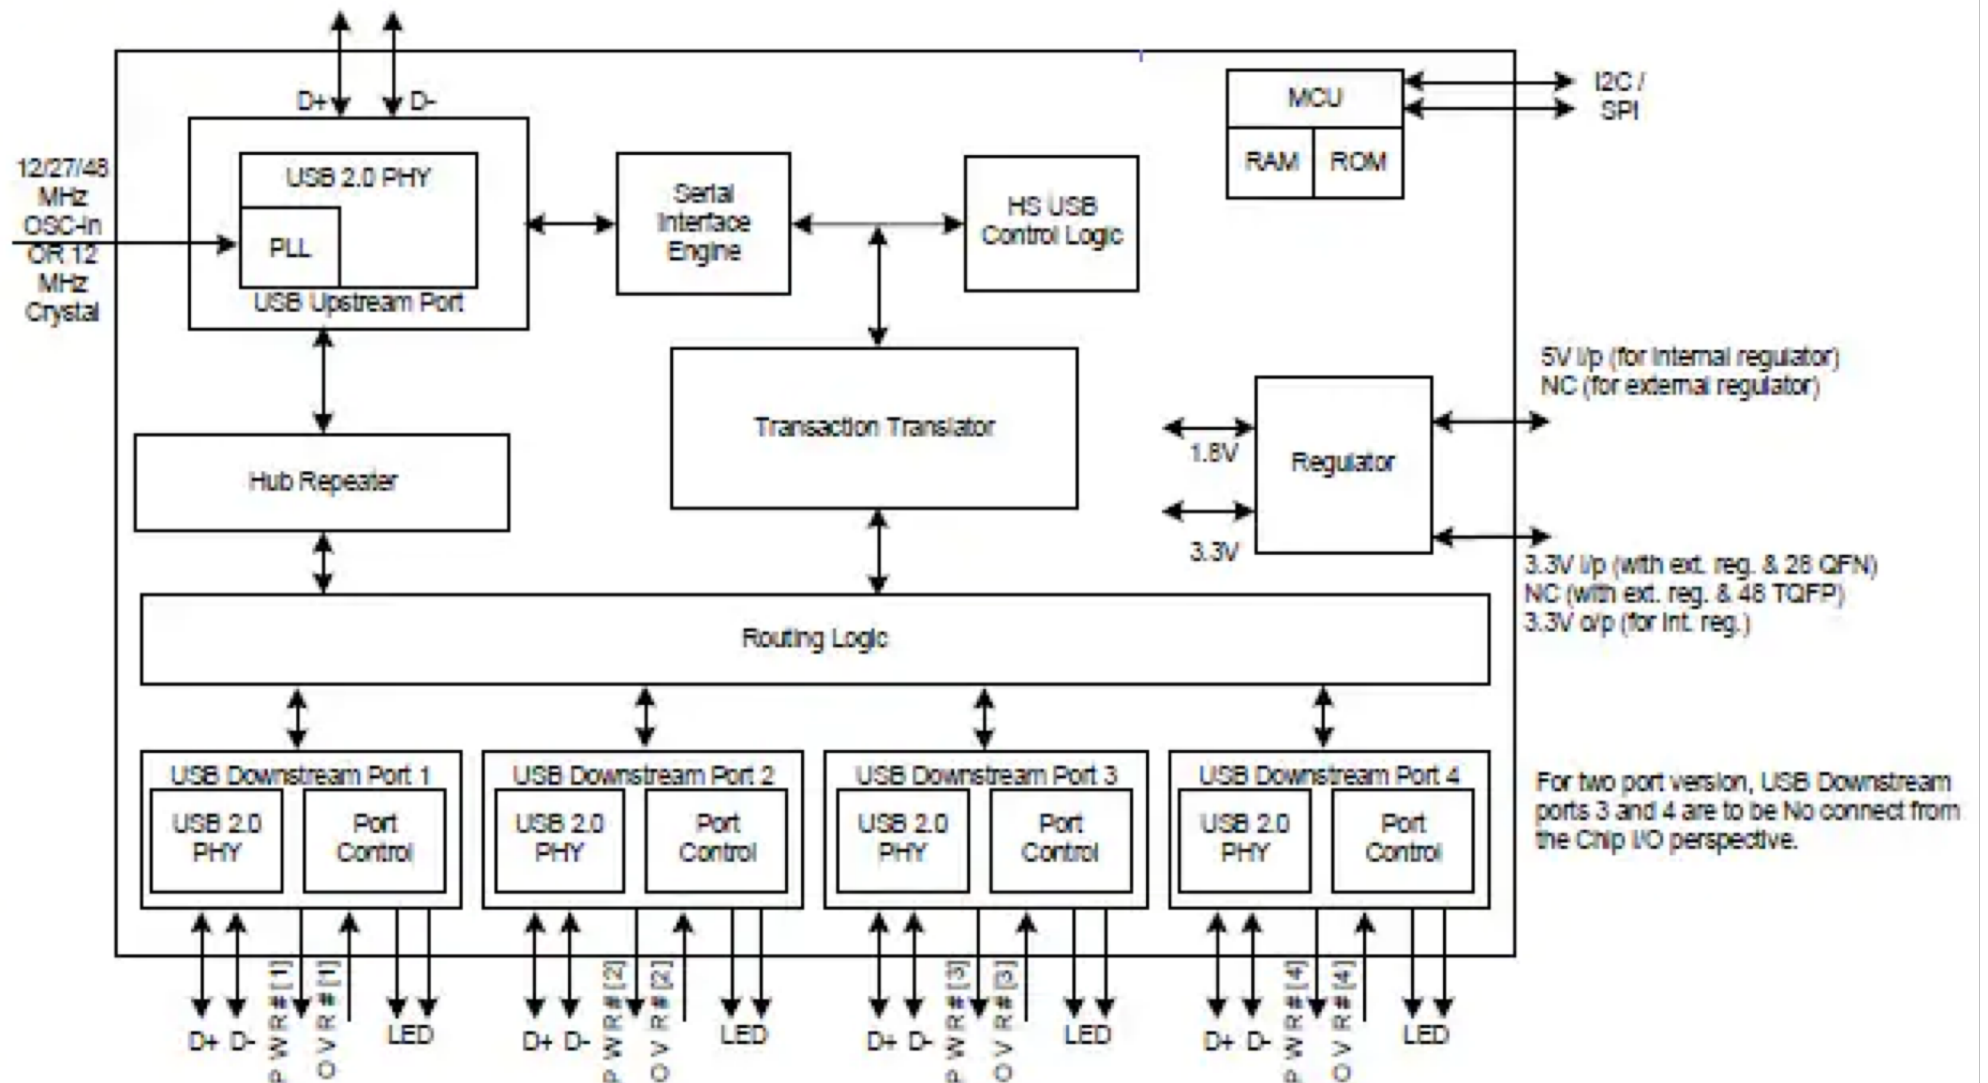 D+
D-
12/27/48
MHz
OSC-in
OR 12
MHz
Crystal
USB 2.0 PHY
PLL
USB Upstream Port
Serial
Interface
Engine
HS USB
Control Logic
MCU
RAM
ROM
I2C /
SPI
Hub Repeater
Transaction Translator
1.8V
3.3V
Regulator
5V i/p (for internal regulator)
NC (for external regulator)
3.3V i/p (with ext. reg. & 28 QFN)
NC (with ext. reg. & 48 TQFP)
3.3V o/p (for int. reg.)
Routing Logic
USB Downstream Port 1
USB 2.0
PHY
Port
Control
USB Downstream Port 2
USB 2.0
PHY
Port
Control
USB Downstream Port 3
USB 2.0
PHY
Port
Control
USB Downstream Port 4
USB 2.0
PHY
Port
Control
For two port version, USB Downstream
ports 3 and 4 are to be No connect from
the Chip I/O perspective.
D+
D-
PWR#[1]
OVR#[1]
LED
D+
D-
PWR#[2]
OVR#[2]
LED
D+
D-
PWR#[3]
OVR#[3]
LED
D+
D-
PWR#[4]
OVR#[4]
LED